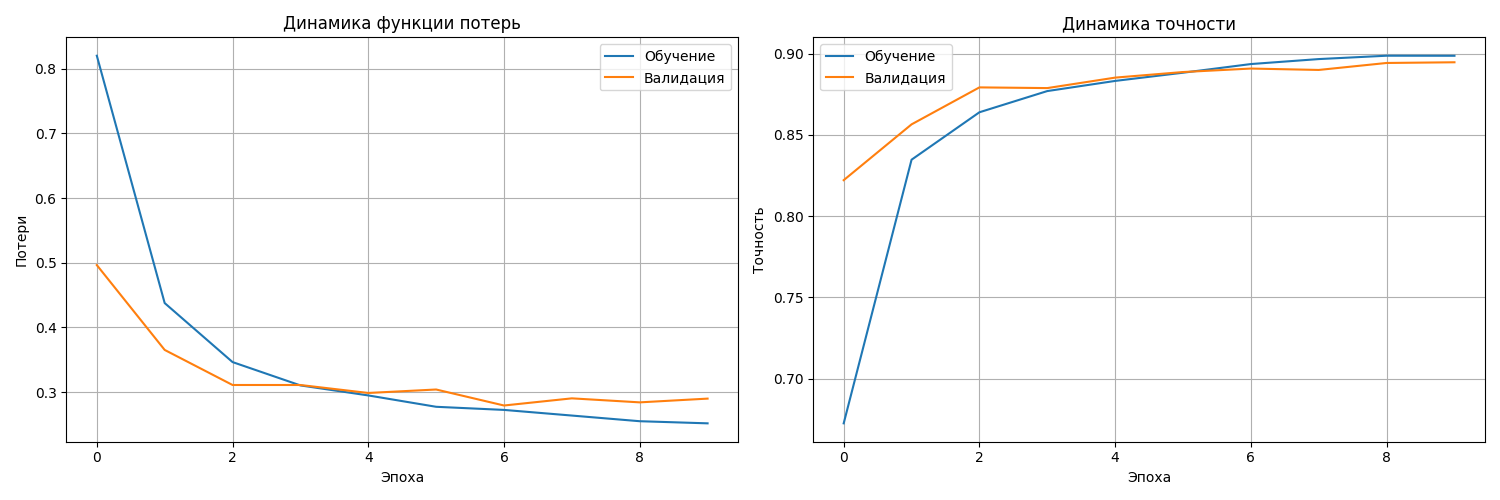 Динамика функции потерь
Обучение
Валидация
0.8
0.7
0.6
0.5
0.4
0.3
Потери
0 2 4 6 8
Эпоха
Динамика точности
Обучение
Валидация
0.90
0.85
0.80
0.75
0.70
Точность
0 2 4 6 8
Эпоха